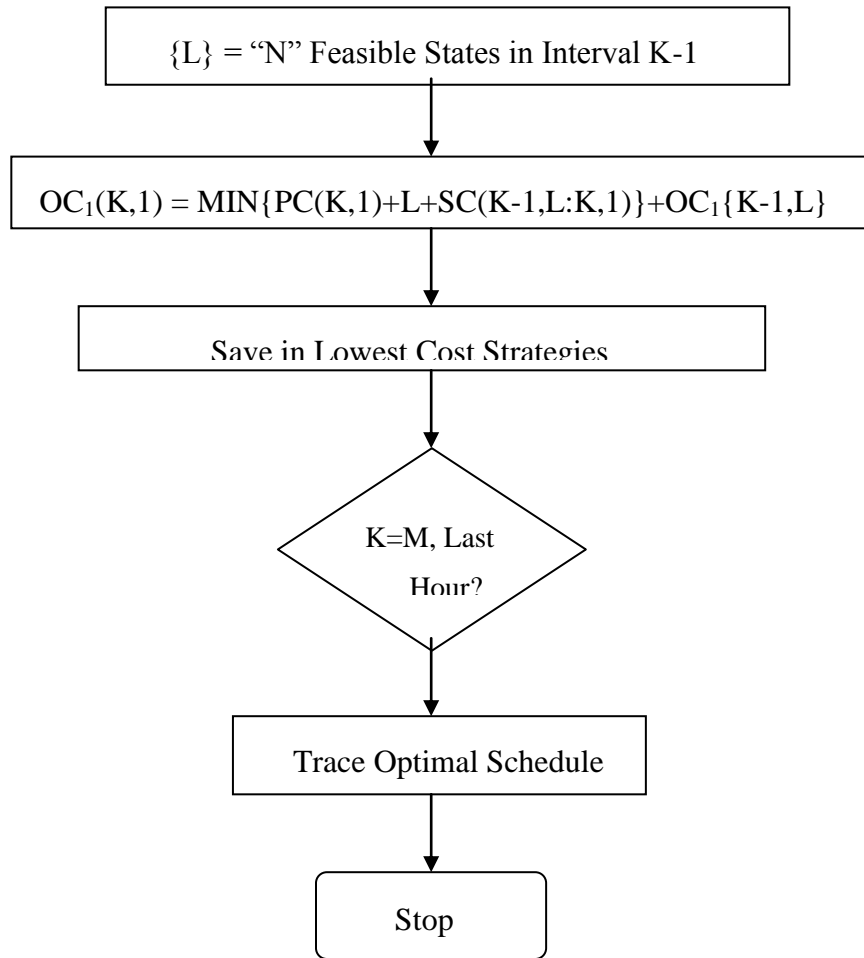 {L} = “N” Feasible States in Interval K-1
OC₁(K,1) = MIN{PC(K,1)+L+SC(K-1,L:K,1)}+OC₁{K-1,L}
Save in Lowest Cost Strategies
K=M, Last
Hour?
Trace Optimal Schedule
Stop